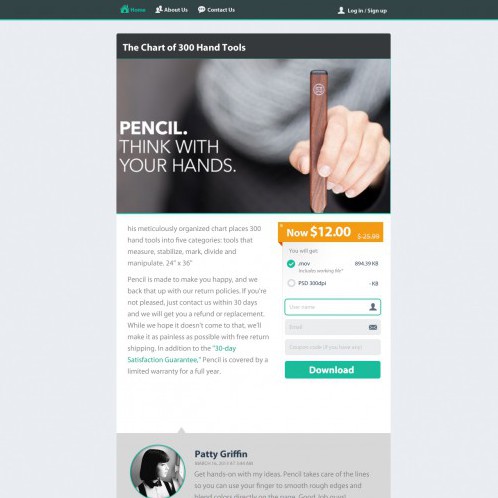 Home About Us Contact Us Log in / Sign up
The Chart of 300 Hand Tools
PENCIL.
THINK WITH
YOUR HANDS.
his meticulously organized chart places 300
hand tools into five categories: tools that
measure, stabilize, mark, divide and
manipulate. 24" x 36"
Pencil is made to make you happy, and we
back that up with our return policies. If you're
not pleased, just contact us within 30 days
and we will get you a refund or replacement.
While we hope it doesn't come to that, we'll
make it as painless as possible with free return
shipping. In addition to the "30-day
Satisfaction Guarantee," Pencil is covered by a
limited warranty for a full year.
Now $12.00 $ 25.99
You will get:
.mov 894.39 KB
Includes working file*
PSD 300dpi - KB
User name
Email
Coupon code (if you have any)
Download
Patty Griffin
Get hands-on with my ideas. Pencil takes care of the lines
so you can use your finger to smooth rough edges and
blend colors directly on the page. Good Job guys!